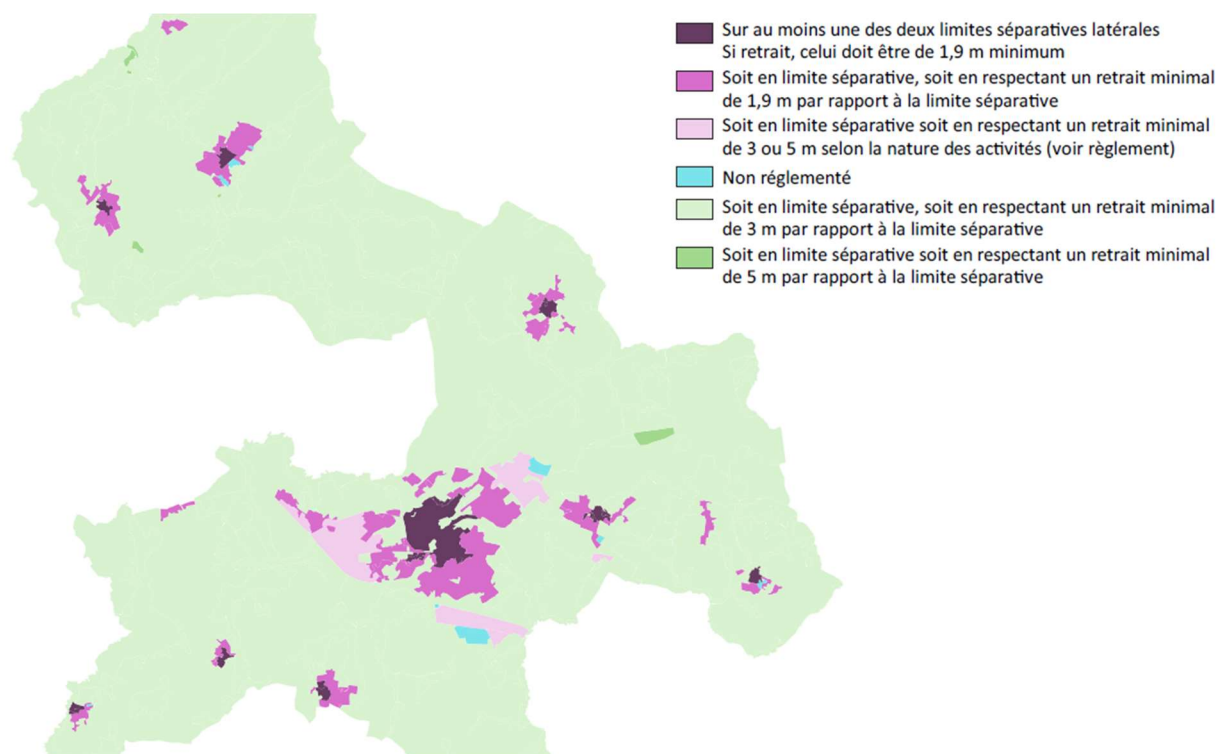 Sur au moins une des deux limites séparatives latérales
Si retrait, celui doit être de 1,9 m minimum
Soit en limite séparative, soit en respectant un retrait minimal
de 1,9 m par rapport à la limite séparative
Soit en limite séparative soit en respectant un retrait minimal
de 3 ou 5 m selon la nature des activités (voir règlement)
Non réglementé
Soit en limite séparative, soit en respectant un retrait minimal
de 3 m par rapport à la limite séparative
Soit en limite séparative soit en respectant un retrait minimal
de 5 m par rapport à la limite séparative